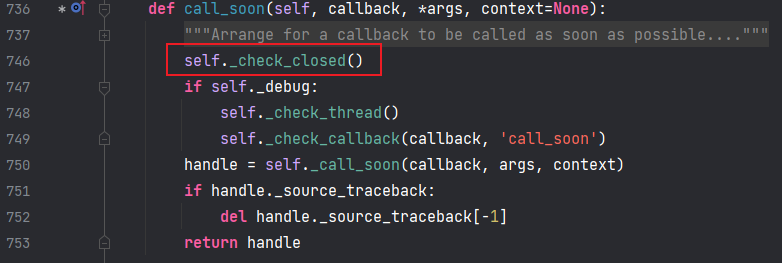 736 * def call_soon(self, callback, *args, context=None):
737 """Arrange for a callback to be called as soon as possible...."""
746 self._check_closed()
747 if self._debug:
748 self._check_thread()
749 self._check_callback(callback, 'call_soon')
750 handle = self._call_soon(callback, args, context)
751 if handle._source_traceback:
752 del handle._source_traceback[-1]
753 return handle